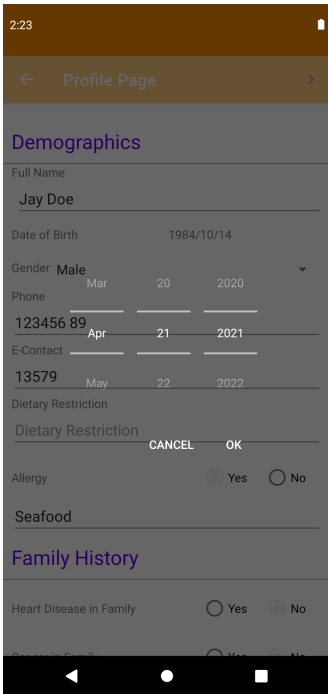 2:23
Profile Page
Demographics
Full Name
Jay Doe
Date of Birth 1984/10/14
Gender Male
Mar 20 2020
Phone
123456 89
Apr 21 2021
E-Contact
13579
May 22 2022
Dietary Restriction
Dietary Restriction
CANCEL OK
Allergy Yes No
Seafood
Family History
Heart Disease in Family Yes No
Yes No